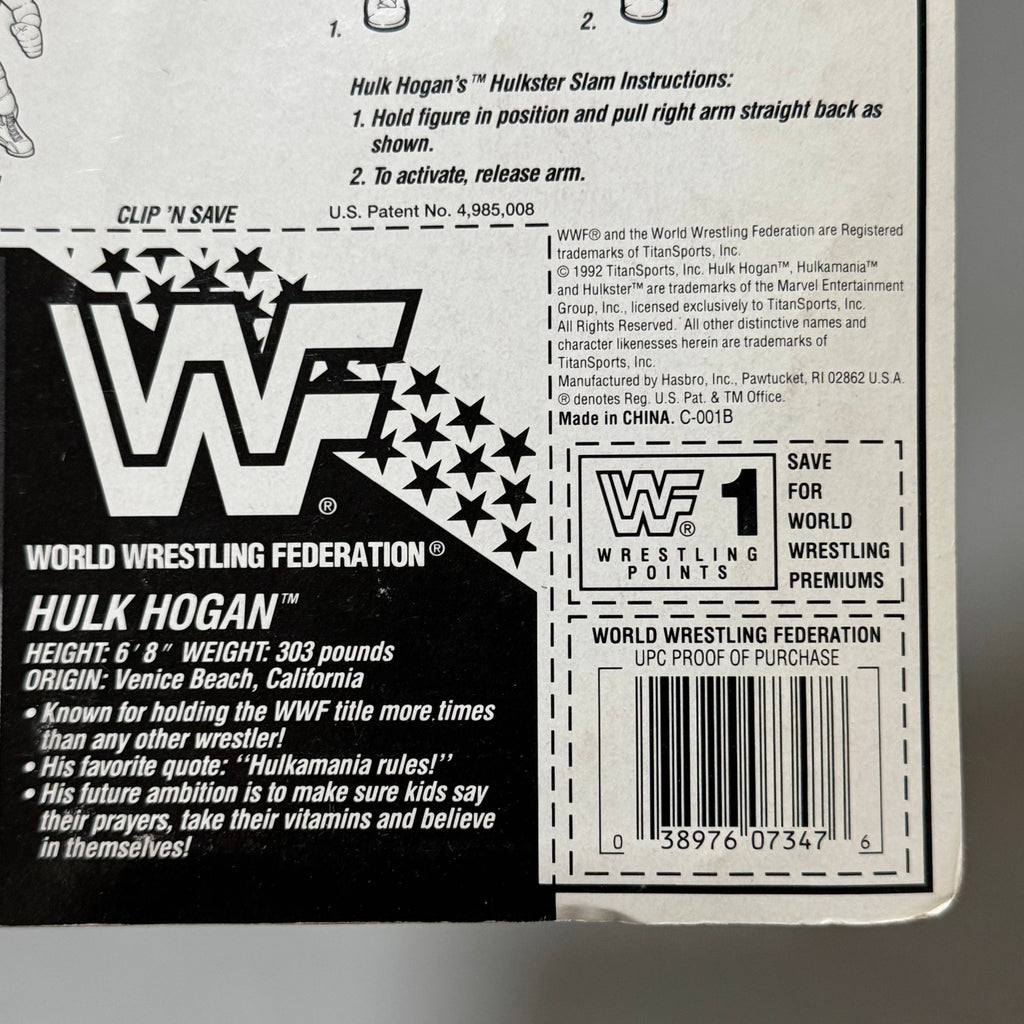 1.
2.
Hulk Hogan's™ Hulkster Slam Instructions:
1. Hold figure in position and pull right arm straight back as
shown.
2. To activate, release arm.
CLIP 'N SAVE
U.S. Patent No. 4,985,008
WWF® and the World Wrestling Federation are Registered
trademarks of TitanSports, Inc.
© 1992 TitanSports, Inc. Hulk Hogan™, Hulkamania™
and Hulkster™ are trademarks of the Marvel Entertainment
Group, Inc., licensed exclusively to TitanSports, Inc.
All Rights Reserved. All other distinctive names and
character likenesses herein are trademarks of
TitanSports, Inc.
Manufactured by Hasbro, Inc., Pawtucket, RI 02862 U.S.A.
® denotes Reg. U.S. Pat. & TM Office.
Made in CHINA. C-001B
WF®
WORLD WRESTLING FEDERATION®
HULK HOGAN™
HEIGHT: 6'8" WEIGHT: 303 pounds
ORIGIN: Venice Beach, California
• Known for holding the WWF title more times
than any other wrestler!
• His favorite quote: "Hulkamania rules!"
• His future ambition is to make sure kids say
their prayers, take their vitamins and believe
in themselves!
WF® 1
WRESTLING
POINTS
SAVE
FOR
WORLD
WRESTLING
PREMIUMS
WORLD WRESTLING FEDERATION
UPC PROOF OF PURCHASE
0 38976 07347 6